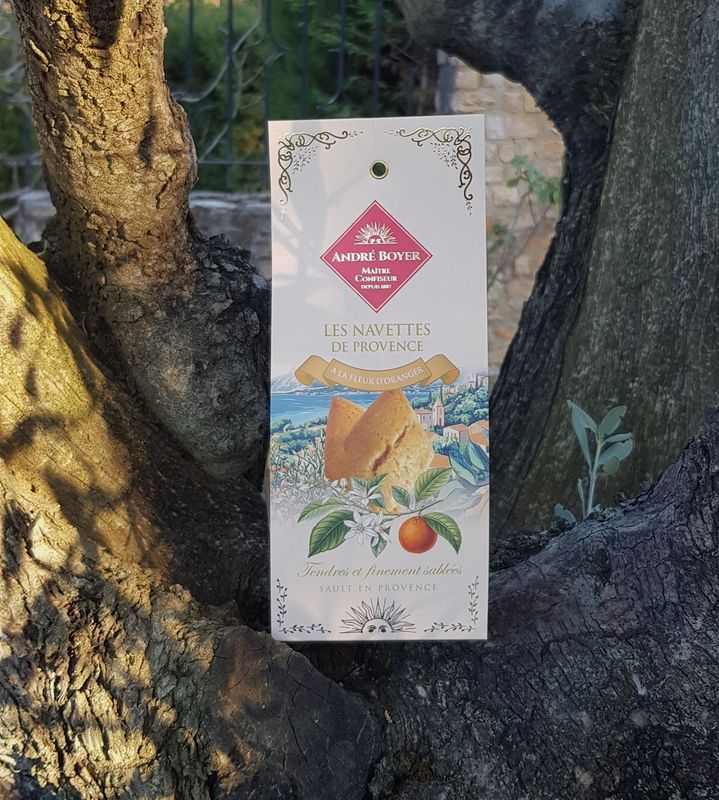 ANDRÉ BOYER
MAÎTRE
CONFISEUR
DEPUIS 1887
LES NAVETTES
DE PROVENCE
À LA FLEUR D'ORANGER
Tendres et finement sablées
SAULT EN PROVENCE